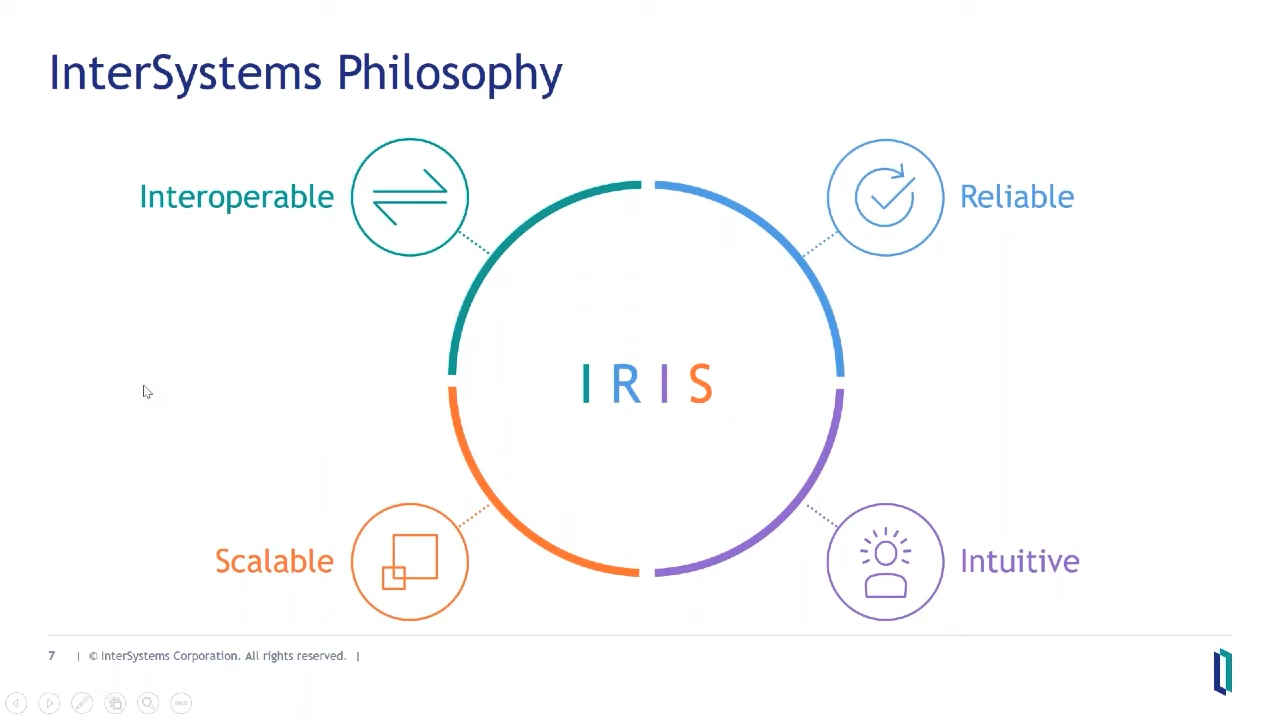 InterSystems Philosophy
Interoperable
Reliable
I R I S
Scalable
Intuitive
7 | © InterSystems Corporation. All rights reserved. |